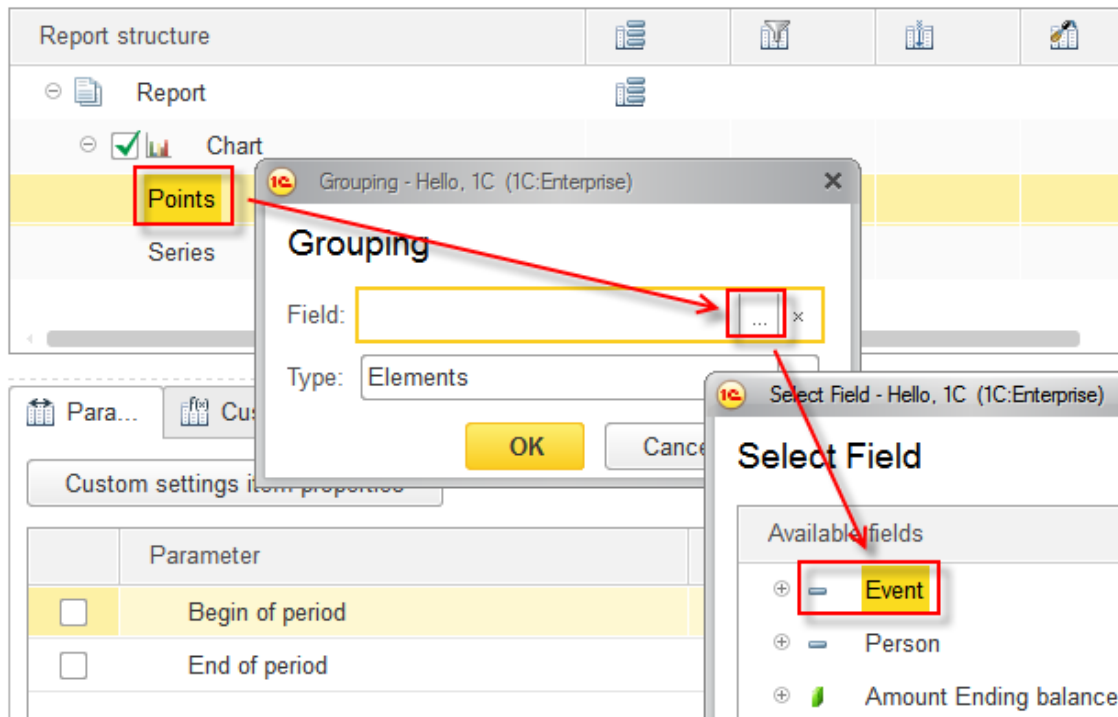 Report structure
Report
Chart
Points
Series
1C Grouping - Hello, 1C (1C:Enterprise)
Grouping
Field:
...
Type: Elements
OK
Para...
1C Select Field - Hello, 1C (1C:Enterprise)
Select Field
Custom settings item properties
Available fields
Parameter
Event
Begin of period
Person
End of period
Amount Ending balance